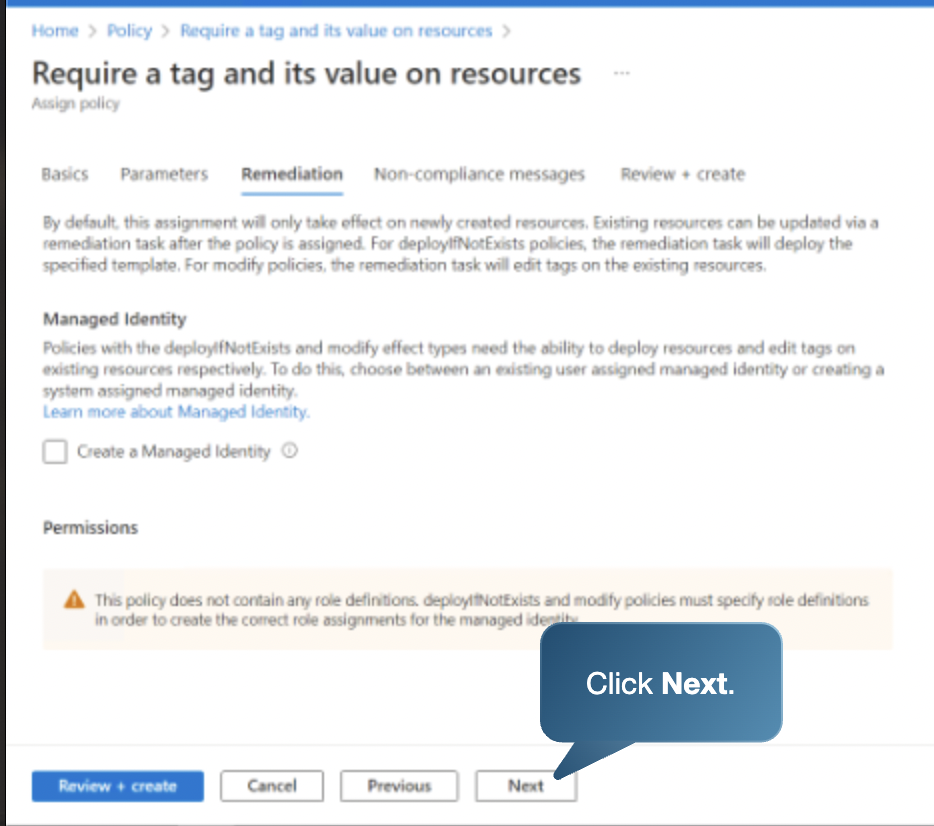 Home > Policy > Require a tag and its value on resources >
Require a tag and its value on resources ...
Assign policy
Basics Parameters Remediation Non-compliance messages Review + create
By default, this assignment will only take effect on newly created resources. Existing resources can be updated via a
remediation task after the policy is assigned. For deployIfNotExists policies, the remediation task will deploy the
specified template. For modify policies, the remediation task will edit tags on the existing resources.
Managed Identity
Policies with the deployIfNotExists and modify effect types need the ability to deploy resources and edit tags on
existing resources respectively. To do this, choose between an existing user assigned managed identity or creating a
system assigned managed identity.
Learn more about Managed Identity.
Create a Managed Identity
Permissions
This policy does not contain any role definitions. deployIfNotExists and modify policies must specify role definitions
in order to create the correct role assignments for the managed identity.
Click Next.
Review + create Cancel Previous Next